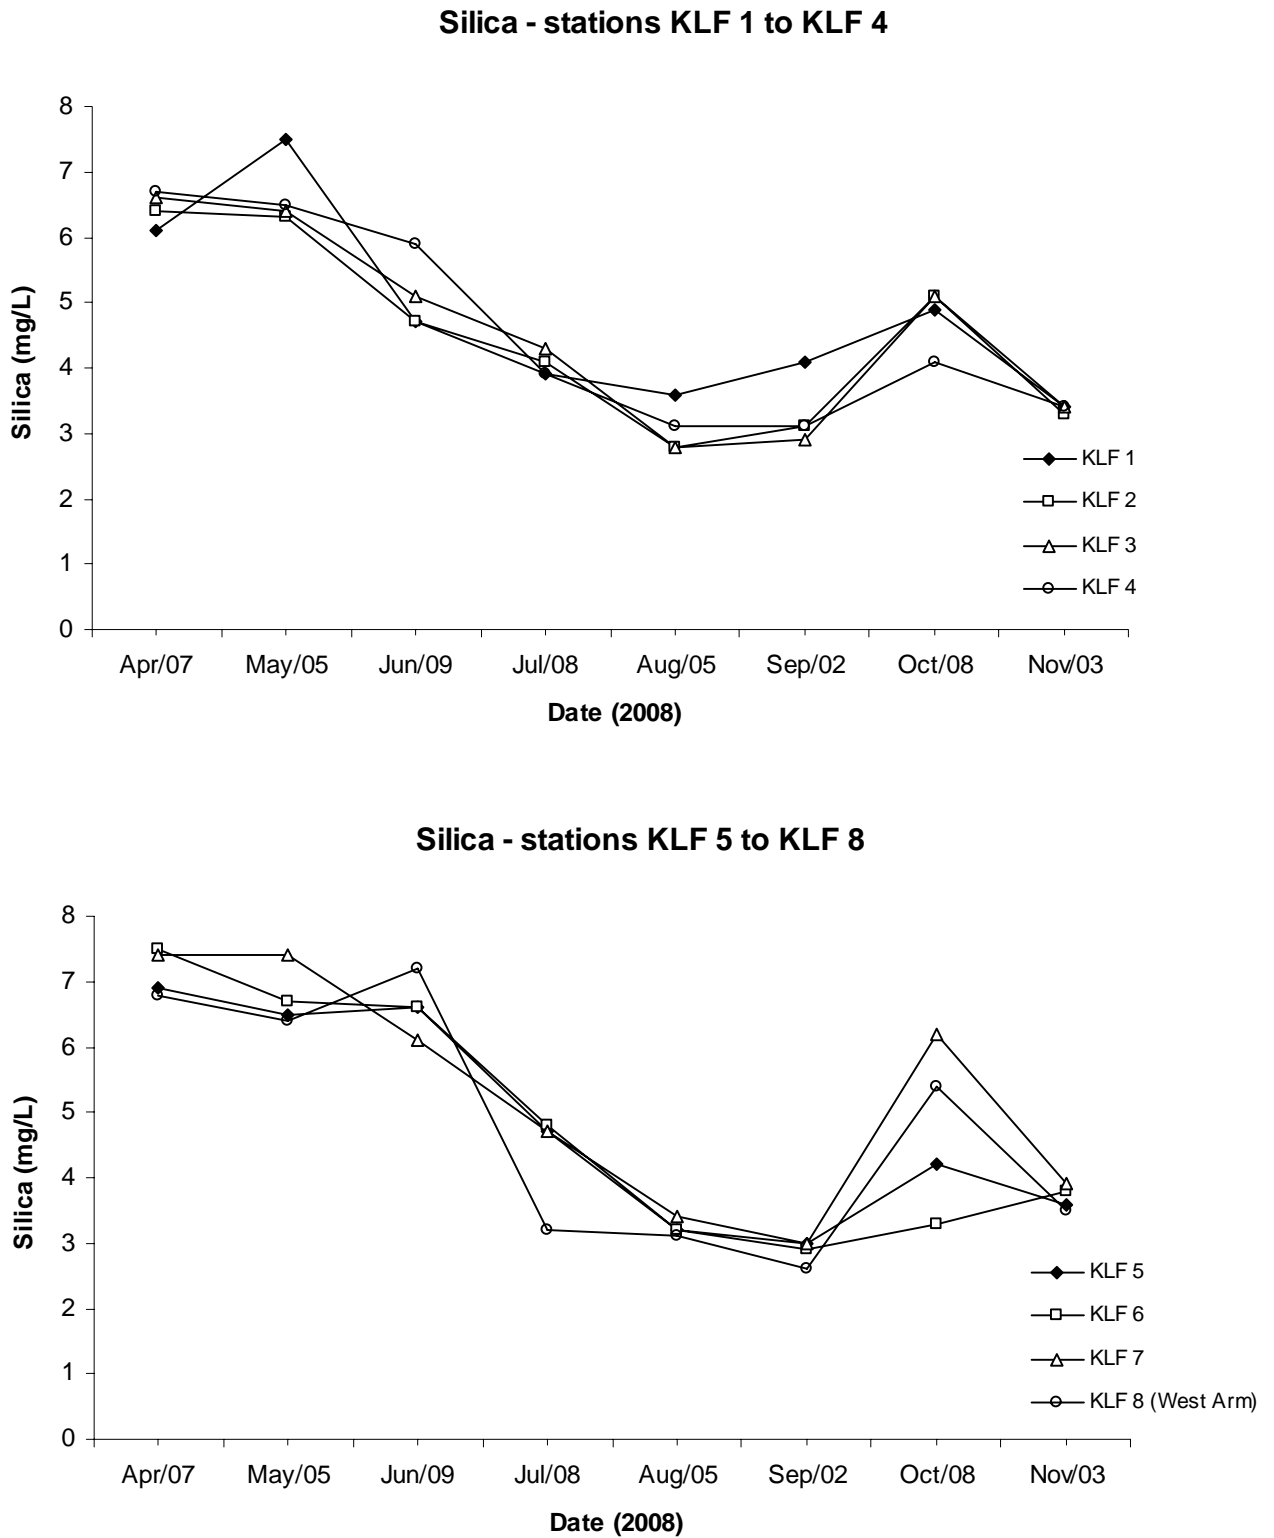 Silica - stations KLF 1 to KLF 4
8
7
6
5
4
3
2
1
0
Silica (mg/L)
KLF 1
KLF 2
KLF 3
KLF 4
Apr/07 May/05 Jun/09 Jul/08 Aug/05 Sep/02 Oct/08 Nov/03
Date (2008)
Silica - stations KLF 5 to KLF 8
8
7
6
5
4
3
2
1
0
Silica (mg/L)
KLF 5
KLF 6
KLF 7
KLF 8 (West Arm)
Apr/07 May/05 Jun/09 Jul/08 Aug/05 Sep/02 Oct/08 Nov/03
Date (2008)